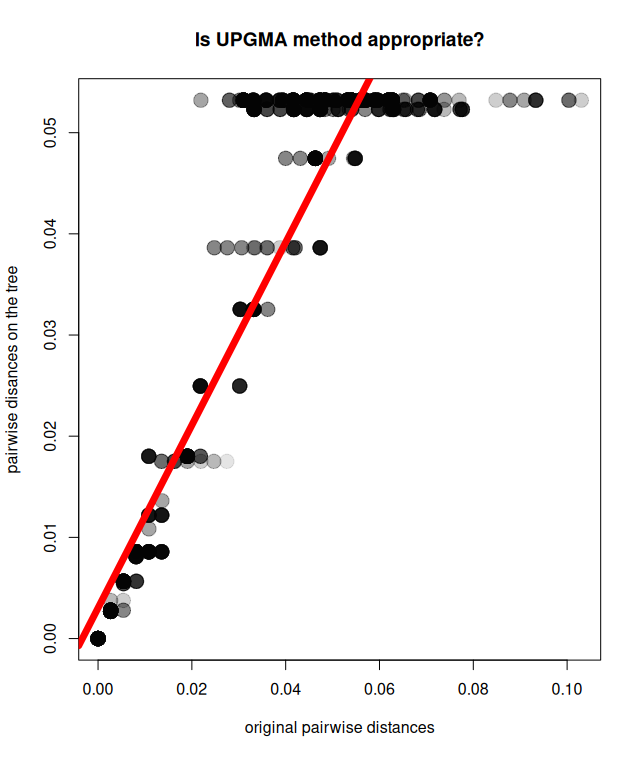 Is UPGMA method appropriate?
pairwise disances on the tree
0.05
0.04
0.03
0.02
0.01
0.00
0.00 0.02 0.04 0.06 0.08 0.10
original pairwise distances